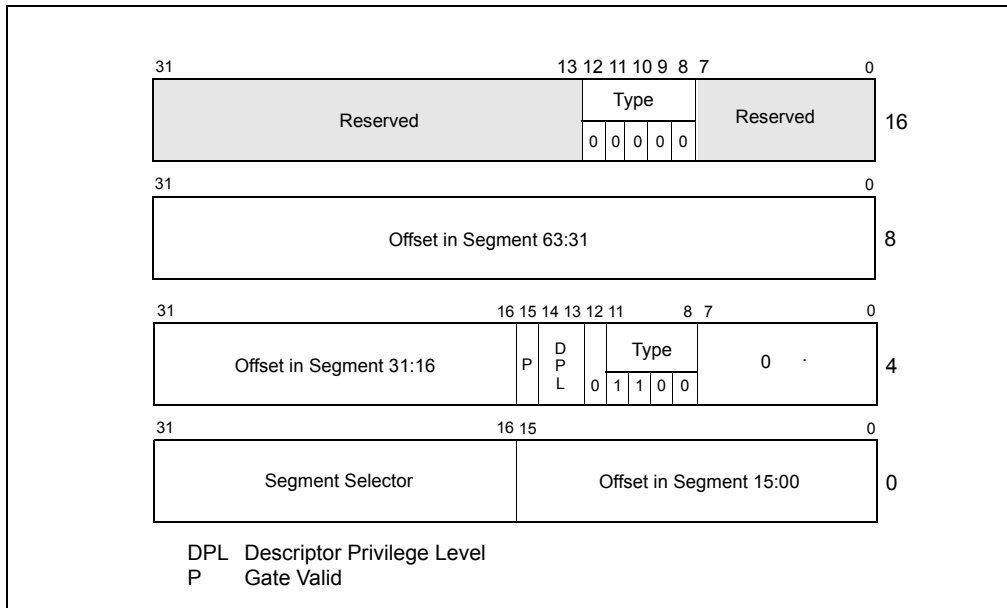 31 13 12 11 10 9 8 7 0
Type
Reserved Reserved 16
0 0 0 0 0
31 0
Offset in Segment 63:31 8
31 16 15 14 13 12 11 8 7 0
Offset in Segment 31:16 P D P L Type 0 . 4
0 1 1 0 0
31 16 15 0
Segment Selector Offset in Segment 15:00 0
DPL Descriptor Privilege Level
P Gate Valid